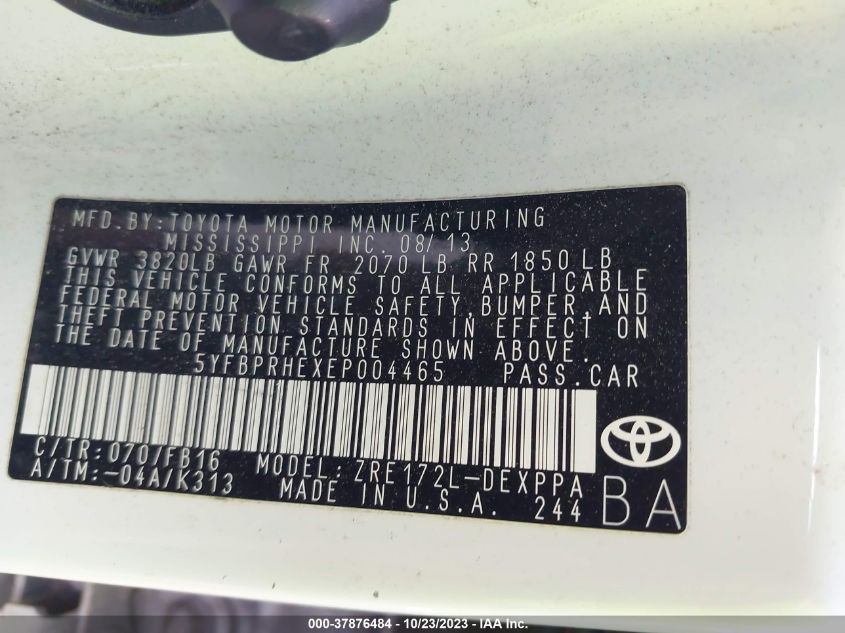 MFD.BY:TOYOTA MOTOR MANUFACTURING
MISSISSIPPI INC. 08/13
GVWR 3820LB GAWR FR 2070 LB RR 1850 LB
THIS VEHICLE CONFORMS TO ALL APPLICABLE
FEDERAL MOTOR VEHICLE SAFETY,BUMPER,AND
THEFT PREVENTION STANDARDS IN EFFECT ON
THE DATE OF MANUFACTURE SHOWN ABOVE.
5YFBPRHEXEP004465 PASS.CAR
C/TR:070/FB16 MODEL:ZRE172L-DEXPPA
A/TM:-04A/K313 MADE IN U.S.A. 244
BA
000-37876484 | 10/23/2023 | IAA Inc.